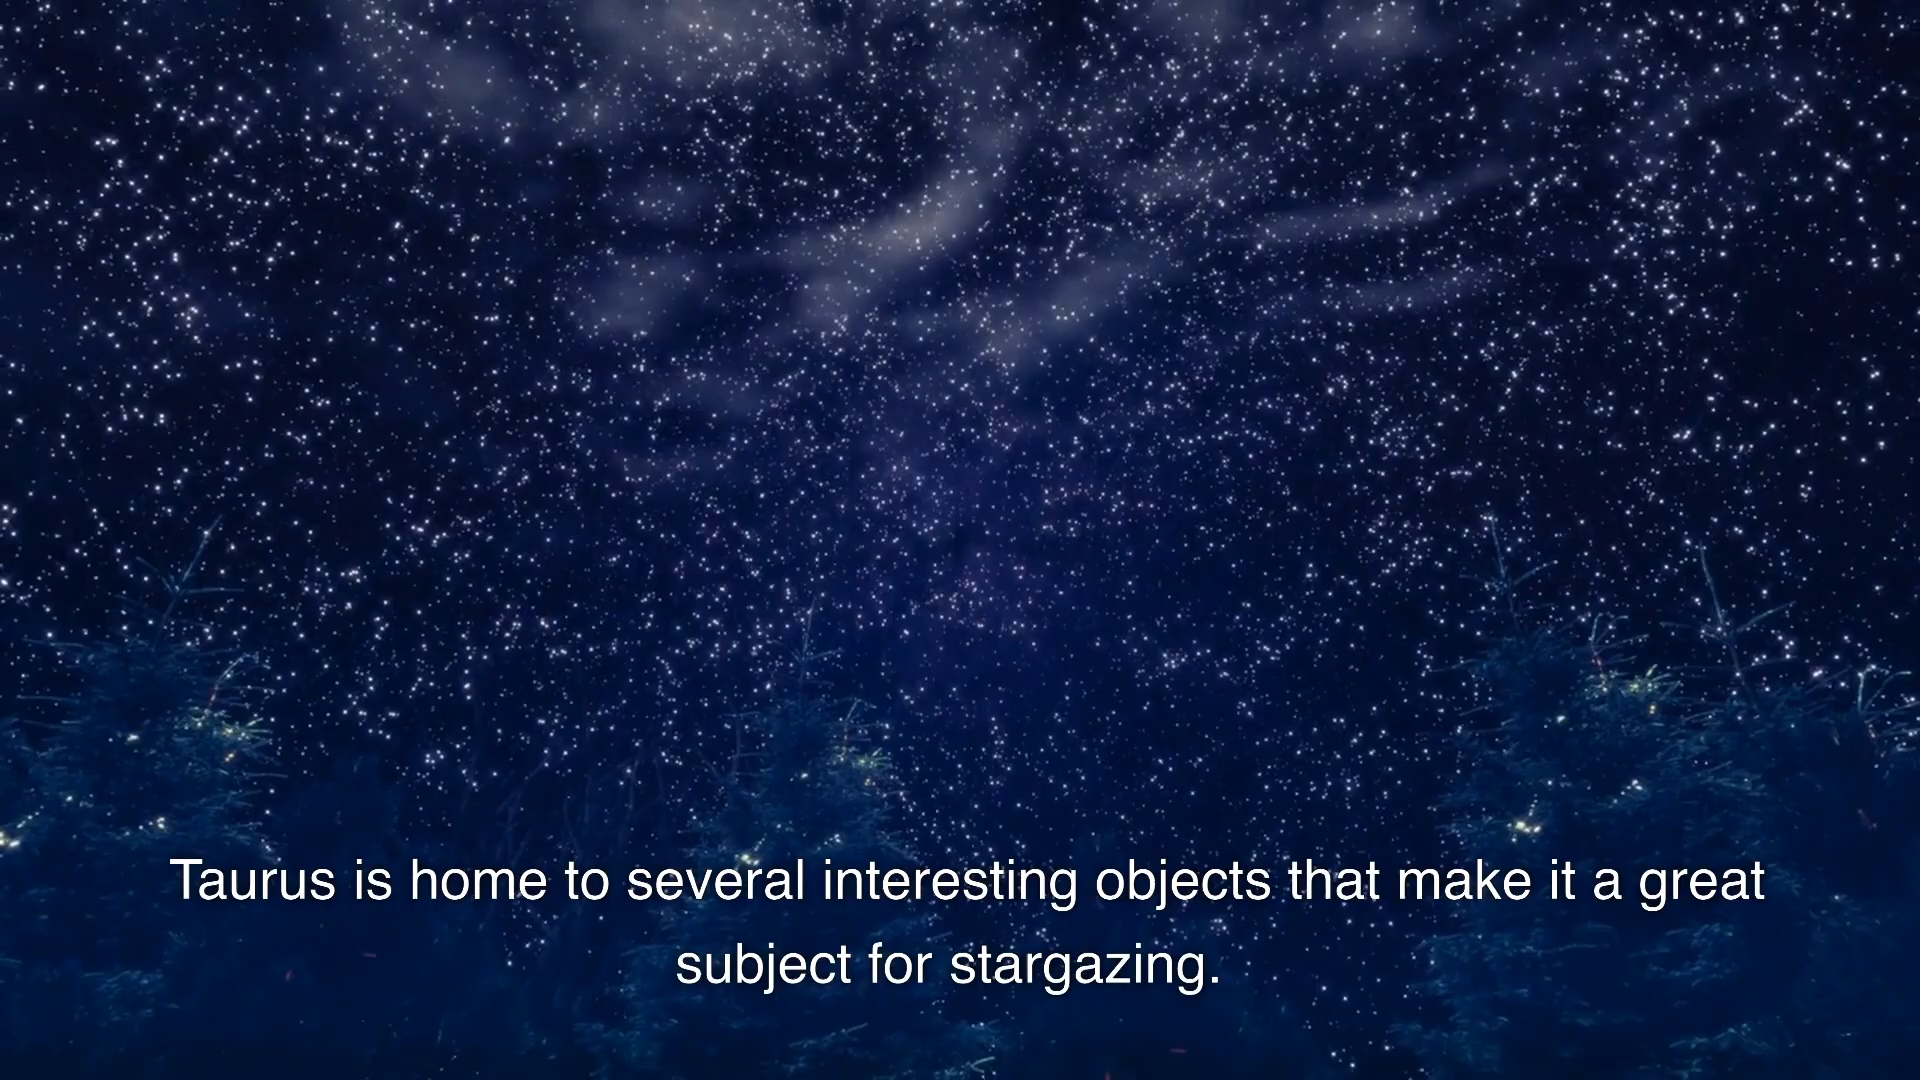 Taurus is home to several interesting objects that make it a great
subject for stargazing.